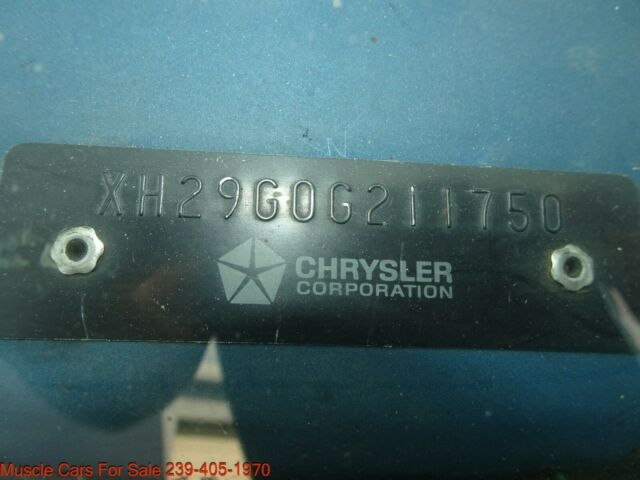 XH29G0G211750
CHRYSLER
CORPORATION
Muscle Cars For Sale 239-405-1970